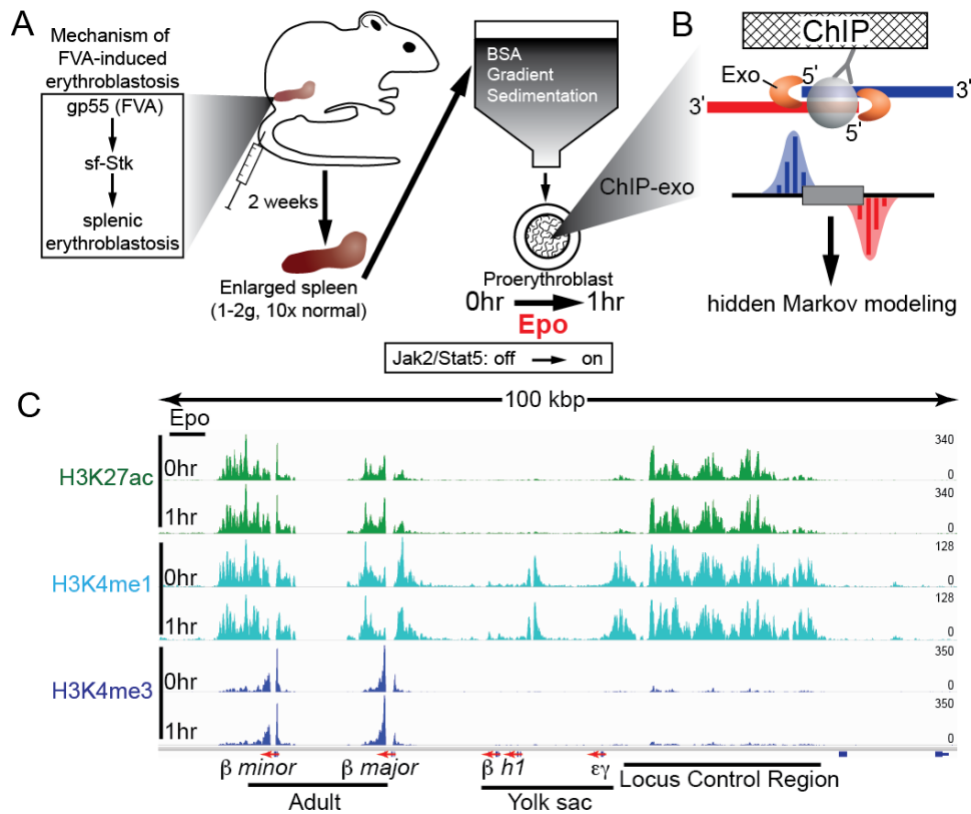 A
Mechanism of
FVA-induced
erythroblastosis
gp55 (FVA)
sf-Stk
splenic
erythroblastosis
2 weeks
Enlarged spleen
(1-2g, 10x normal)
BSA
Gradient
Sedimentation
ChIP-exo
Proerythroblast
0hr 1hr
Epo
Jak2/Stat5: off on
B
ChIP
Exo
5'
3'
3'
5'
hidden Markov modeling
C
100 kbp
Epo
H3K27ac
0hr
340
0
1hr
340
0
H3K4me1
0hr
128
0
1hr
128
0
H3K4me3
0hr
350
0
1hr
350
0
β minor
β major
β h1
εγ
Locus Control Region
Adult
Yolk sac